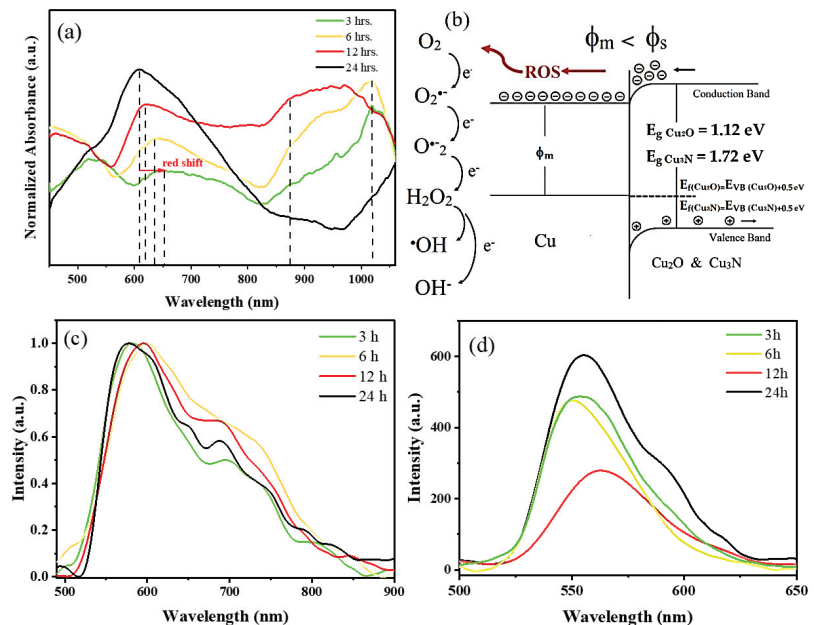 (a)
3 hrs.
6 hrs.
12 hrs.
24 hrs.
red shift
Normalized Absorbance (a.u.)
500 600 700 800 900 1000
Wavelength (nm)
(b)
O₂
e⁻
O₂•⁻
e⁻
O•⁻₂
e⁻
H₂O₂
•OH
e⁻
OH⁻
ROS
ϕm < ϕs
Conduction Band
Eg Cu₂O = 1.12 eV
Eg Cu₃N = 1.72 eV
ϕm
Ef(Cu₂O)=EVB (Cu₂O)+0.5 eV
Ef(Cu₃N)=EVB (Cu₃N)+0.5 eV
Cu
Valence Band
Cu₂O & Cu₃N
(c)
3 h
6 h
12 h
24 h
Intensity (a.u.)
1.0
0.8
0.6
0.4
0.2
0.0
500 600 700 800 900
Wavelength (nm)
(d)
3h
6h
12h
24h
Intensity (a.u.)
600
400
200
0
500 550 600 650
Wavelength (nm)